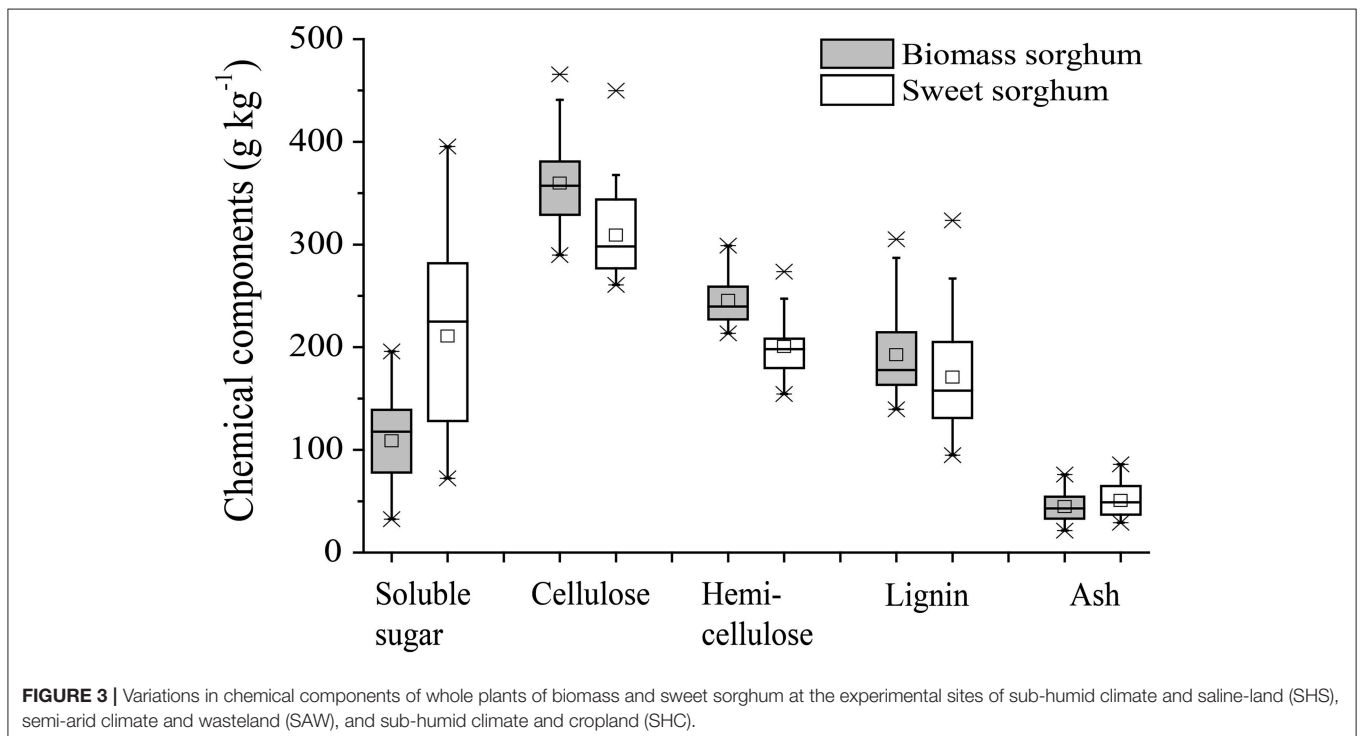 500
400
300
200
100
0
Chemical components (g kg⁻¹)
Biomass sorghum
Sweet sorghum
Soluble
sugar
Cellulose
Hemi-
cellulose
Lignin
Ash
FIGURE 3 | Variations in chemical components of whole plants of biomass and sweet sorghum at the experimental sites of sub-humid climate and saline-land (SHS),
semi-arid climate and wasteland (SAW), and sub-humid climate and cropland (SHC).